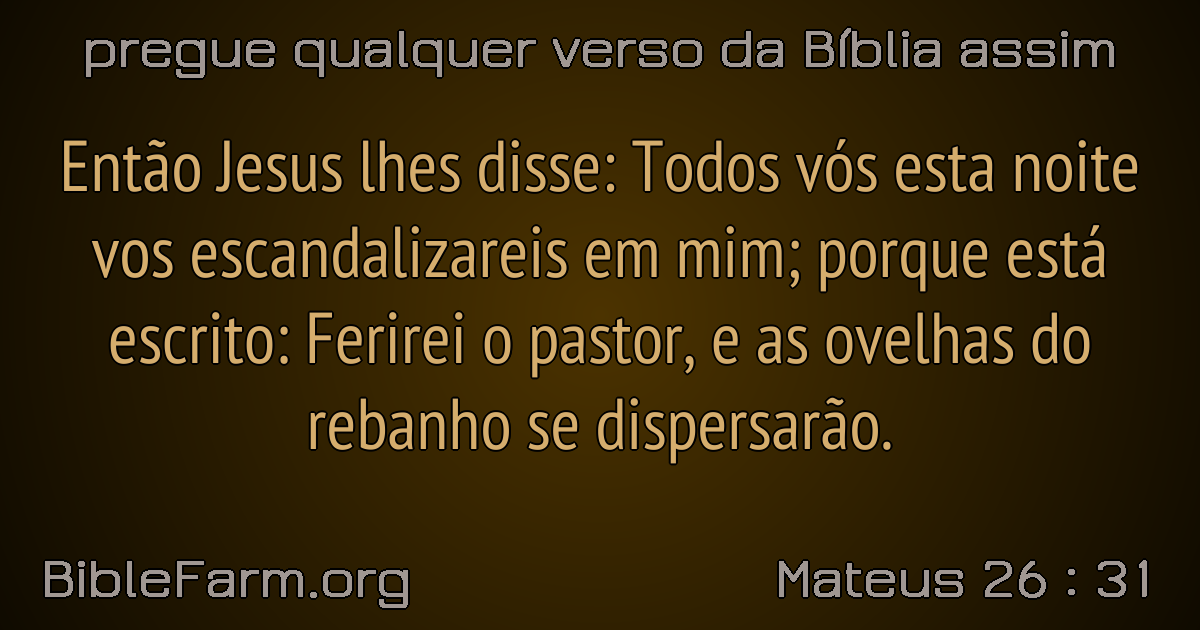 pregue qualquer verso da Bíblia assim
Então Jesus lhes disse: Todos vós esta noite
vos escandalizareis em mim; porque está
escrito: Ferirei o pastor, e as ovelhas do
rebanho se dispersarão.
BibleFarm.org
Mateus 26 : 31